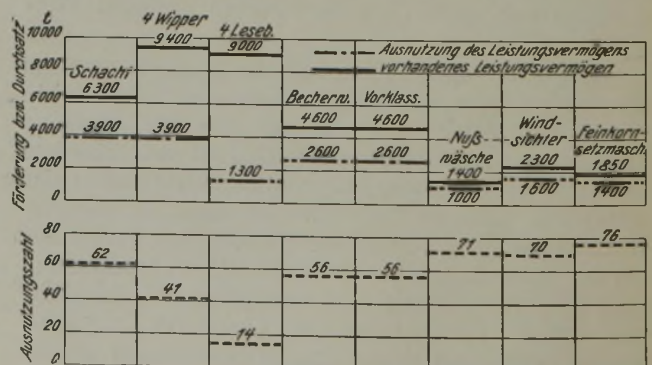 t
4 Wipper
4 Leseb.
10000
9400
9000
Ausnutzung des Leistungsvermögens
vorhandenes Leistungsvermögen
8000
Schacht
6300
6000
Becherw.
Vorklass.
4600
4600
Wind-
sichter
2300
Feinkorn-
setzmasch.
1850
1400
Nuß-
wäsche
1400
1000
4000
3900
3900
2600
2600
2000
1300
1600
0
Förderung bzw. Durchsatz
80
62
71
70
76
60
56
56
40
41
20
14
0
Ausnutzungszahl